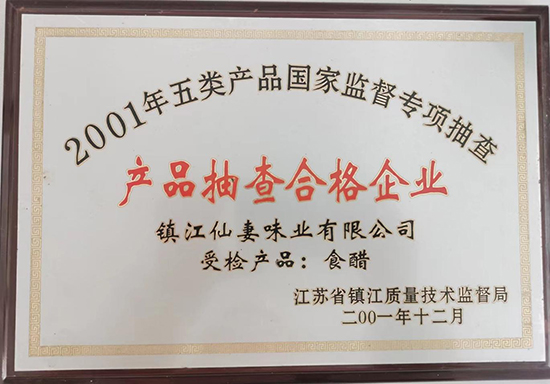 2001年五类产品国家监督专项抽查
产品抽查合格企业
镇江仙妻味业有限公司
受检产品：食醋
江苏省镇江质量技术监督局
二00一年十二月